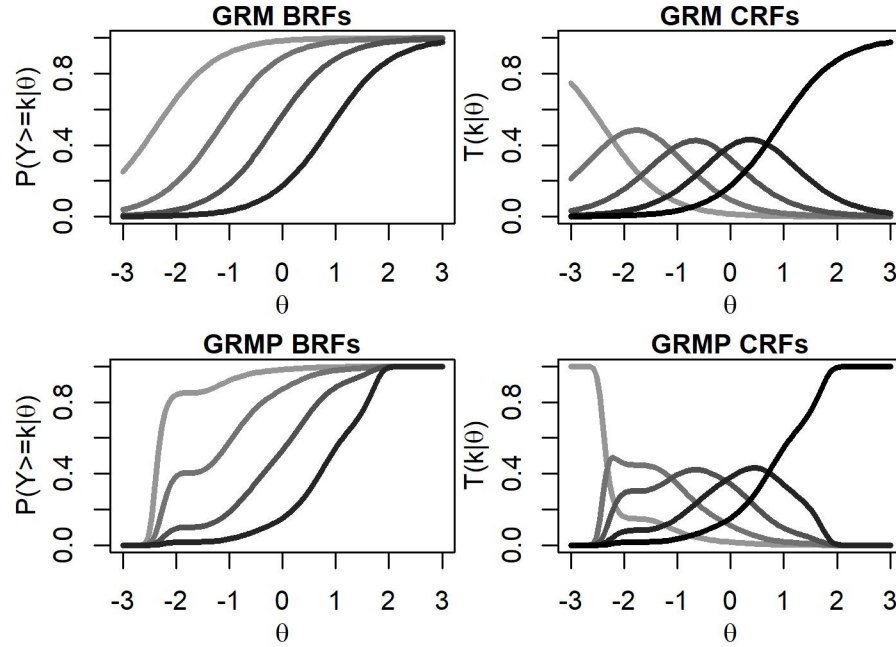 GRM BRFs
P(Y>=k|θ)
0.0 0.4 0.8
-3 -2 -1 0 1 2 3
θ
GRM CRFs
T(k|θ)
0.0 0.4 0.8
-3 -2 -1 0 1 2 3
θ
GRMP BRFs
P(Y>=k|θ)
0.0 0.4 0.8
-3 -2 -1 0 1 2 3
θ
GRMP CRFs
T(k|θ)
0.0 0.4 0.8
-3 -2 -1 0 1 2 3
θ